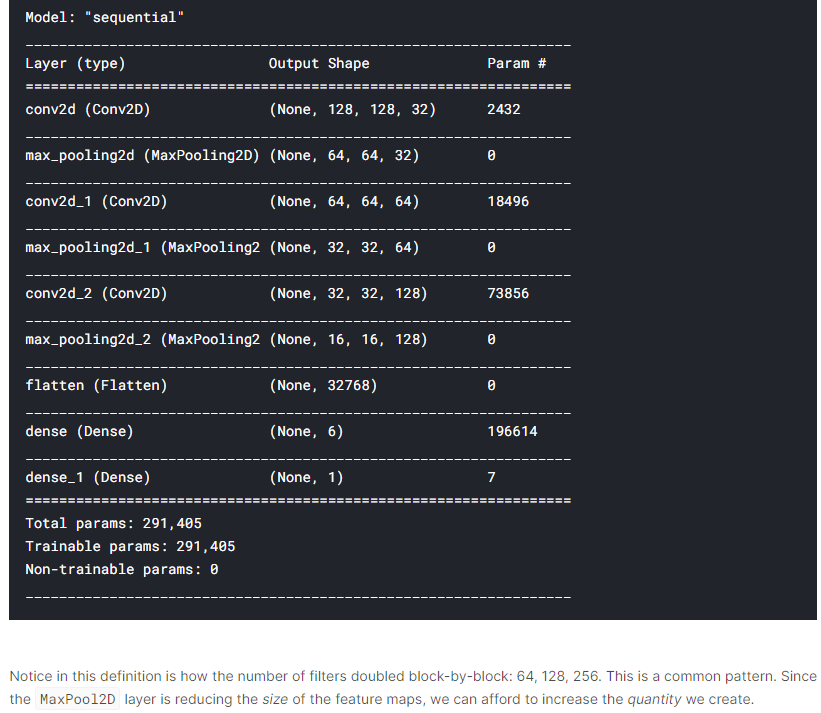 Model: "sequential"
_________________________________________________________________
Layer (type)                 Output Shape              Param #
=================================================================
conv2d (Conv2D)              (None, 128, 128, 32)      2432
_________________________________________________________________
max_pooling2d (MaxPooling2D) (None, 64, 64, 32)        0
_________________________________________________________________
conv2d_1 (Conv2D)            (None, 64, 64, 64)        18496
_________________________________________________________________
max_pooling2d_1 (MaxPooling2 (None, 32, 32, 64)        0
_________________________________________________________________
conv2d_2 (Conv2D)            (None, 32, 32, 128)       73856
_________________________________________________________________
max_pooling2d_2 (MaxPooling2 (None, 16, 16, 128)       0
_________________________________________________________________
flatten (Flatten)            (None, 32768)             0
_________________________________________________________________
dense (Dense)                (None, 6)                 196614
_________________________________________________________________
dense_1 (Dense)              (None, 1)                 7
=================================================================
Total params: 291,405
Trainable params: 291,405
Non-trainable params: 0
_________________________________________________________________
Notice in this definition is how the number of filters doubled block-by-block: 64, 128, 256. This is a common pattern. Since
the MaxPool2D layer is reducing the size of the feature maps, we can afford to increase the quantity we create.